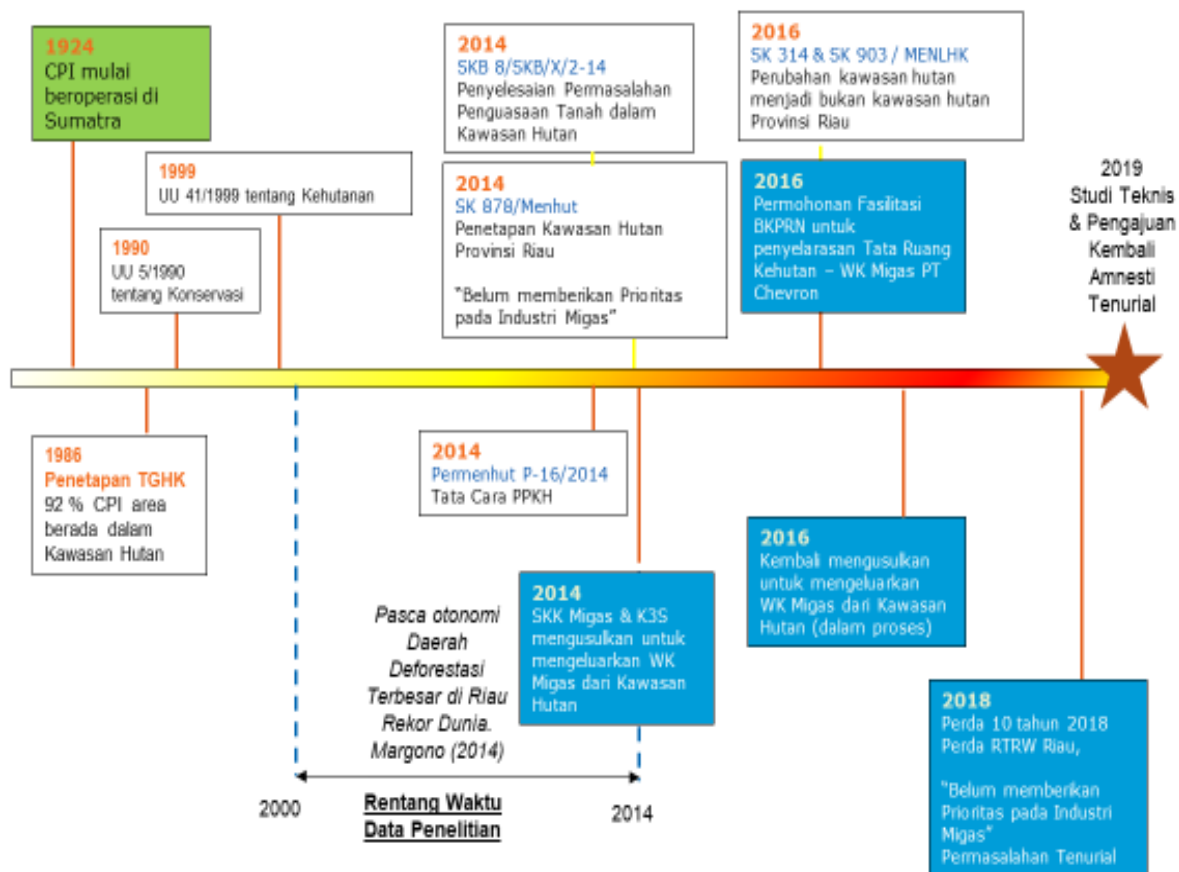 1924
CPI mulai
beroperasi di
Sumatra
1999
UU 41/1999 tentang Kehutanan
1990
UU 5/1990
tentang Konservasi
2014
SKB 8/SKB/X/2-14
Penyelesaian Permasalahan
Penguasaan Tanah dalam
Kawasan Hutan
2014
SK 878/Menhut
Penetapan Kawasan Hutan
Provinsi Riau
"Belum memberikan Prioritas
pada Industri Migas"
2016
SK 314 & SK 903 / MENLHK
Perubahan kawasan hutan
menjadi bukan kawasan hutan
Provinsi Riau
2016
Permohonan Fasilitasi
BKPRN untuk
penyelarasan Tata Ruang
Kehutan – WK Migas PT
Chevron
2019
Studi Teknis
& Pengajuan
Kembali
Amnesti
Tenurial
1986
Penetapan TGHK
92 % CPI area
berada dalam
Kawasan Hutan
2014
Permenhut P-16/2014
Tata Cara PPKH
2014
SKK Migas & K3S
mengusulkan untuk
mengeluarkan WK
Migas dari Kawasan
Hutan
Pasca otonomi
Daerah
Deforestasi
Terbesar di Riau
Rekor Dunia.
Margono (2014)
2000
Rentang Waktu
Data Penelitian
2014
2016
Kembali mengusulkan
untuk mengeluarkan
WK Migas dari Kawasan
Hutan (dalam proses)
2018
Perda 10 tahun 2018
Perda RTRW Riau,
"Belum memberikan
Prioritas pada Industri
Migas"
Permasalahan Tenurial